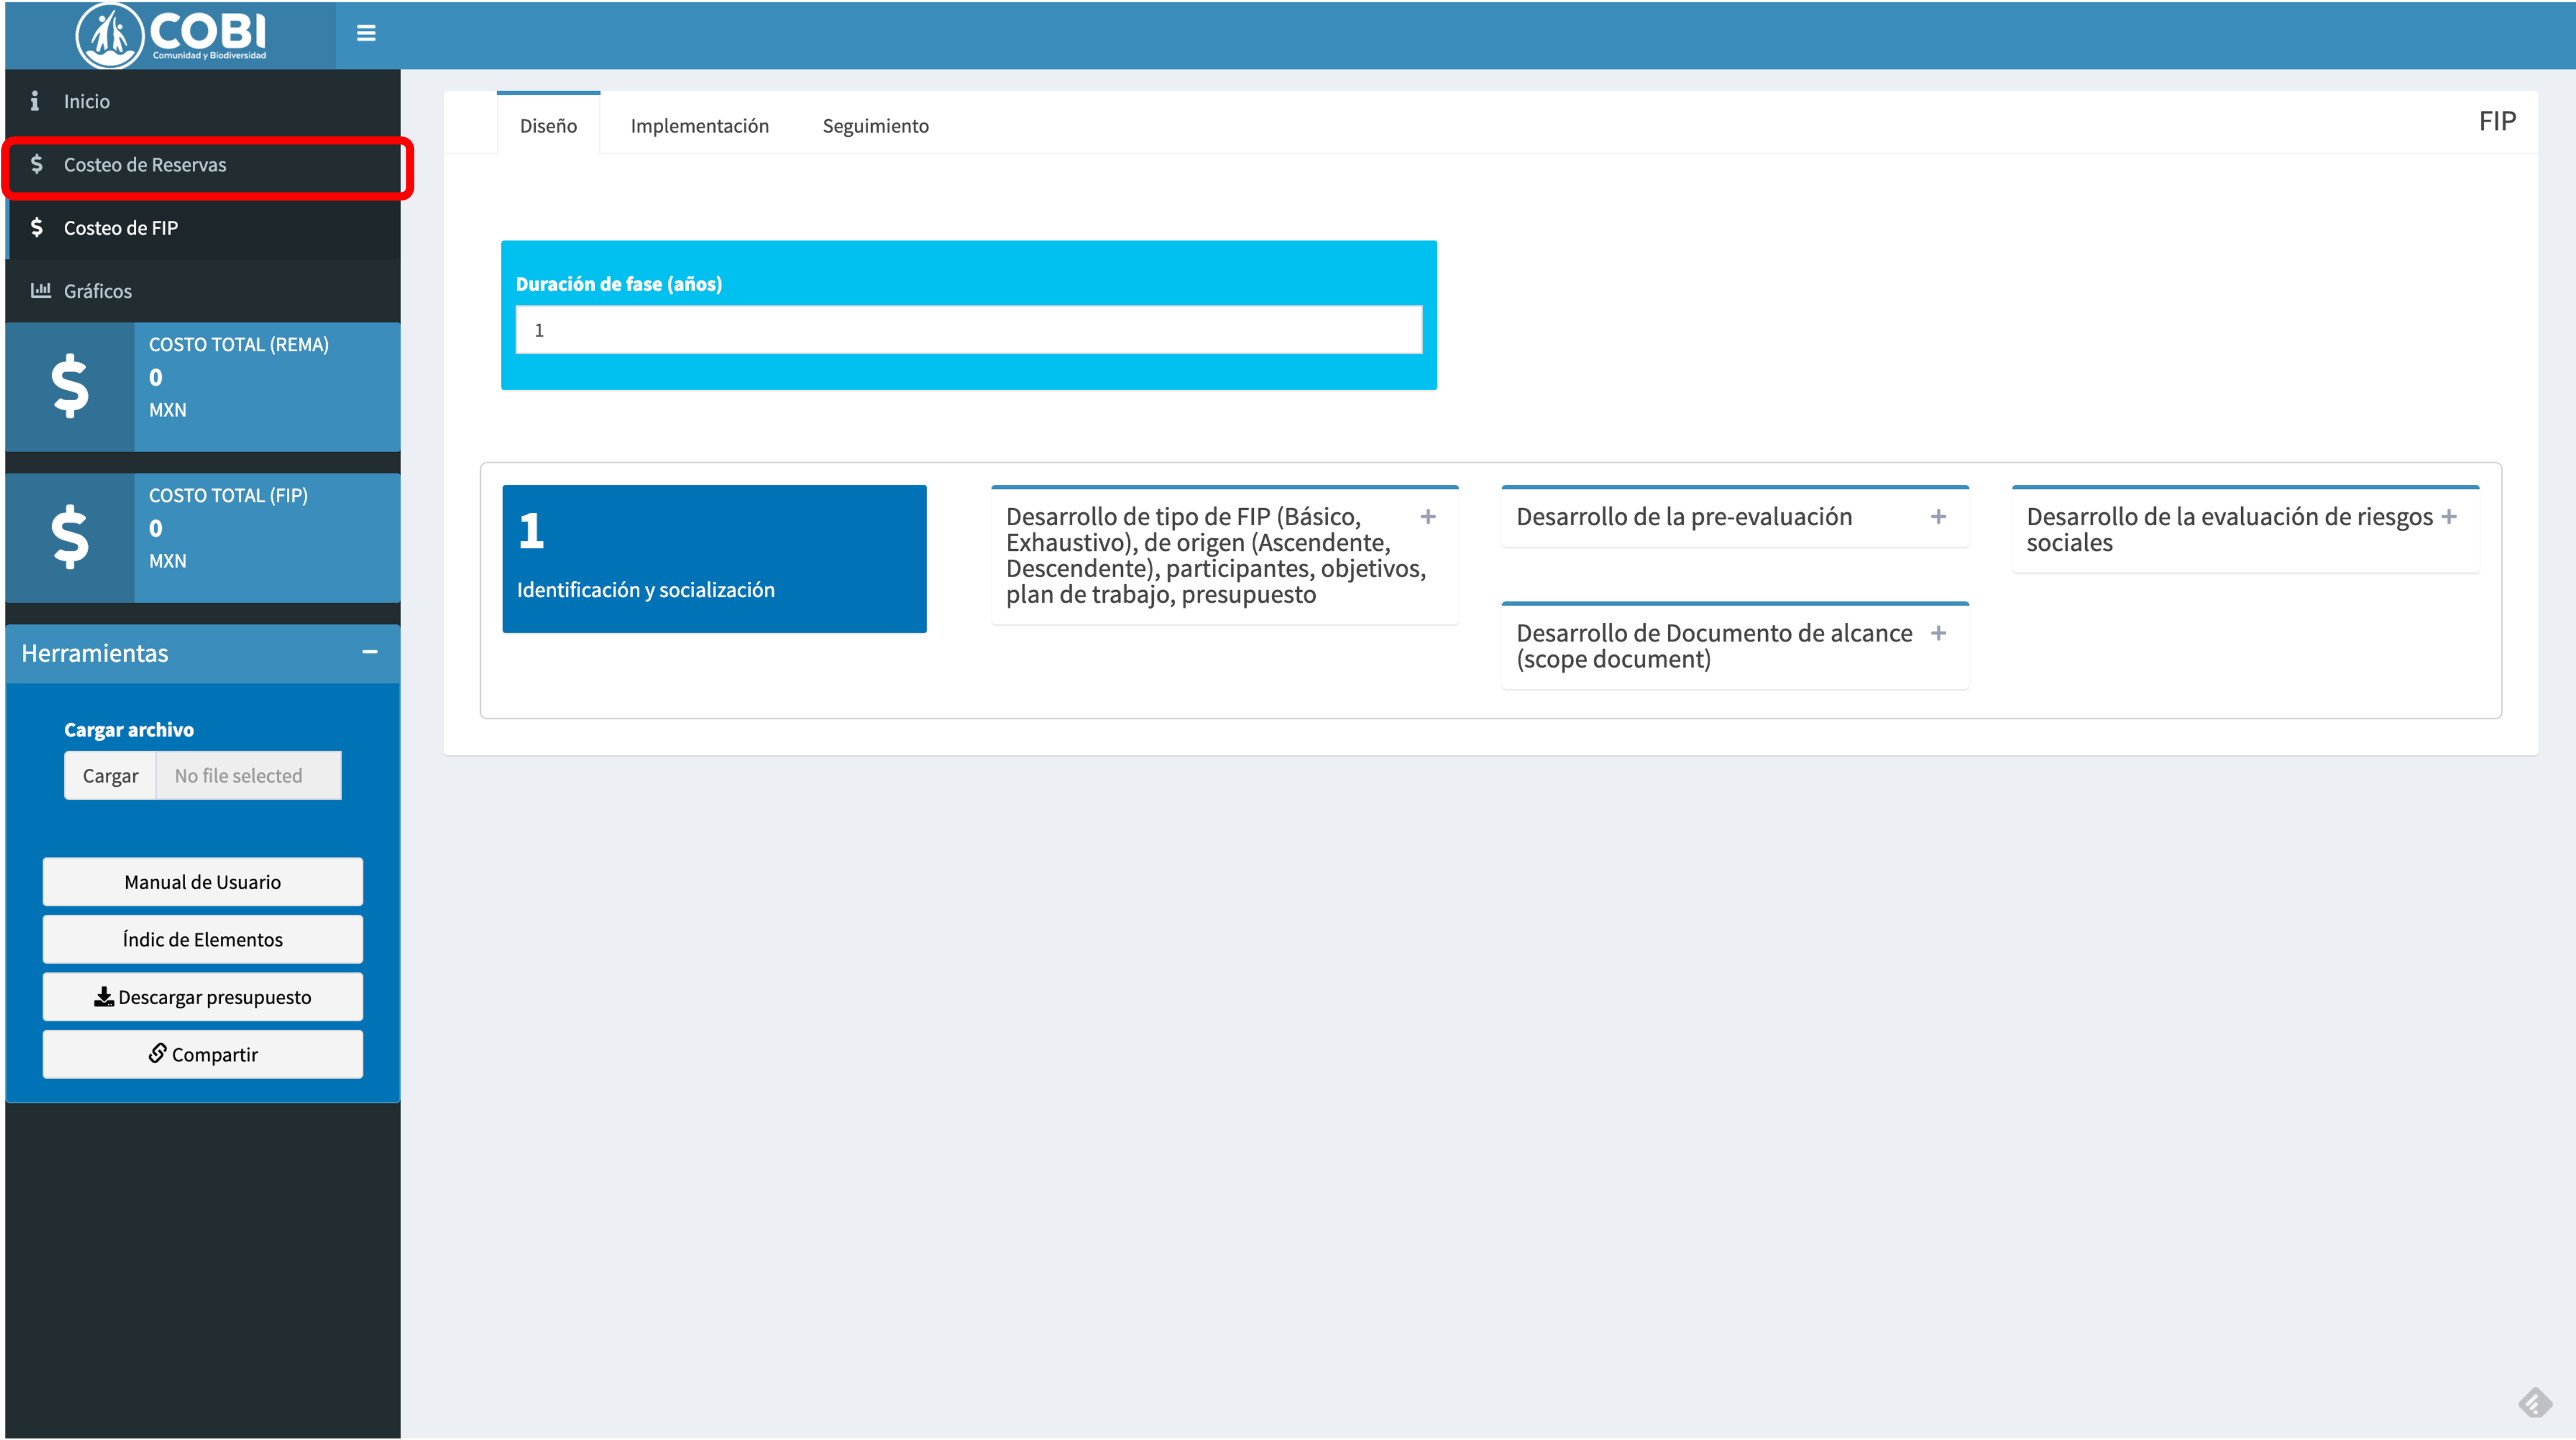 COBI
Comunidad y Biodiversidad
Inicio
Costeo de Reservas
Costeo de FIP
Gráficos
COSTO TOTAL (REMA)
0
MXN
COSTO TOTAL (FIP)
0
MXN
Herramientas
Cargar archivo
Cargar No file selected
Manual de Usuario
Índic de Elementos
Descargar presupuesto
Compartir
Diseño Implementación Seguimiento FIP
Duración de fase (años)
1
1
Identificación y socialización
Desarrollo de tipo de FIP (Básico,
Exhaustivo), de origen (Ascendente,
Descendente), participantes, objetivos,
plan de trabajo, presupuesto
Desarrollo de la pre-evaluación
Desarrollo de Documento de alcance
(scope document)
Desarrollo de la evaluación de riesgos
sociales